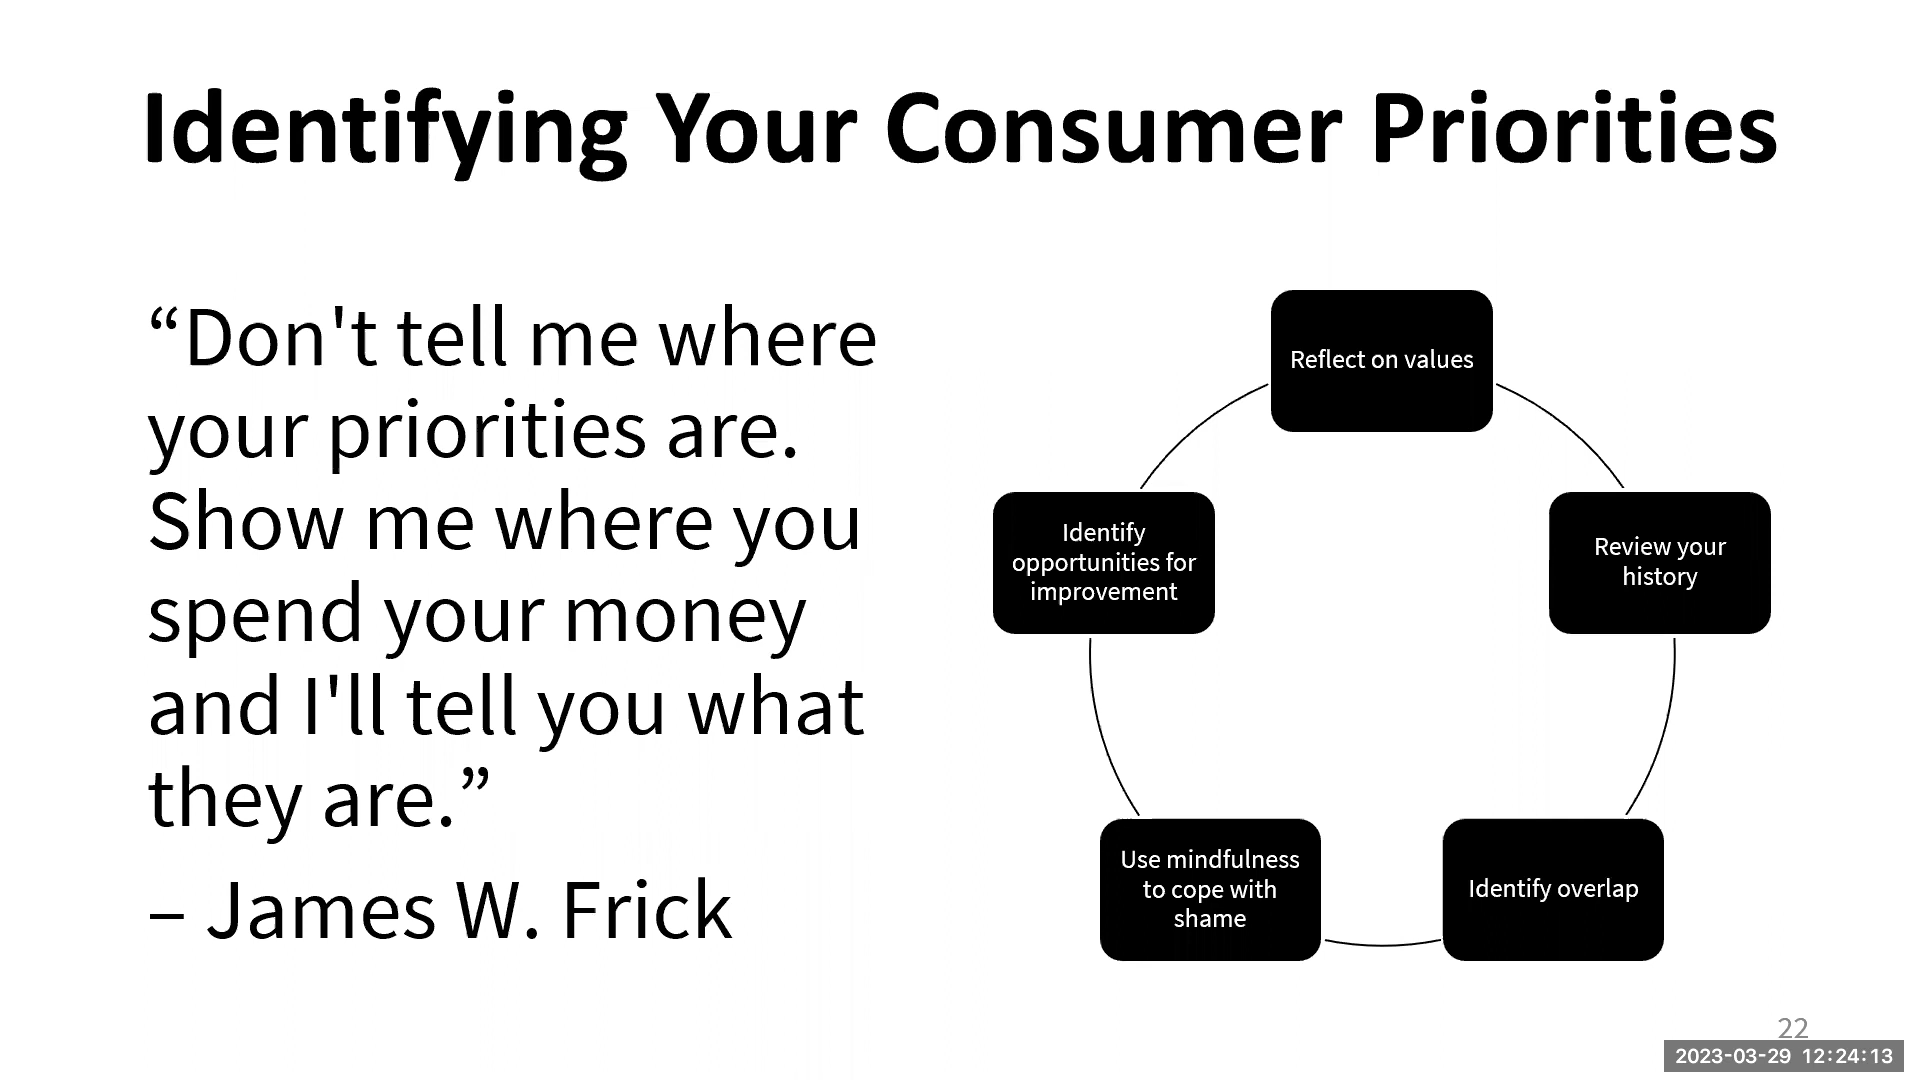 Identifying Your Consumer Priorities
“Don't tell me where
your priorities are.
Show me where you
spend your money
and I'll tell you what
they are.”
– James W. Frick
Reflect on values
Review your
history
Identify overlap
Use mindfulness
to cope with
shame
Identify
opportunities for
improvement
22
2023-03-29 12:24:13